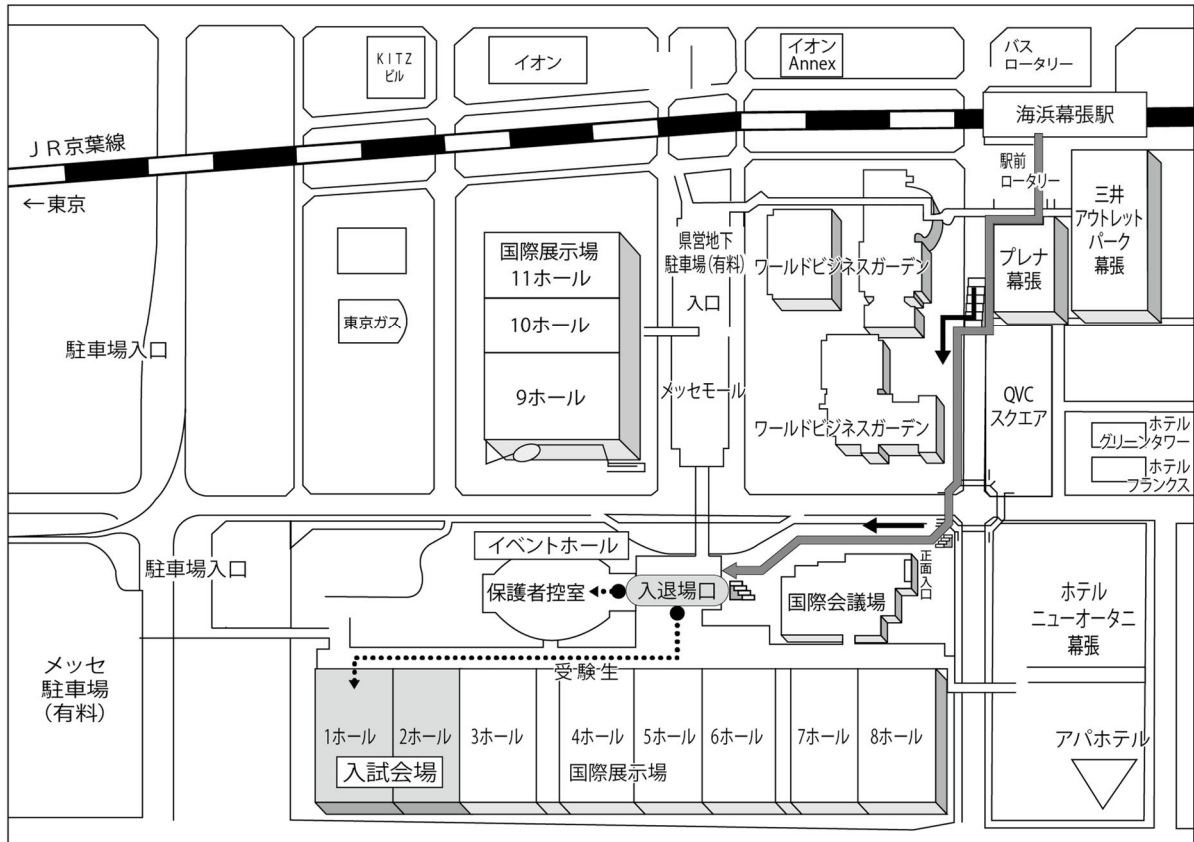 KITZ
ビル
イオン
イオン
Annex
バス
ロータリー
海浜幕張駅
JR京葉線
←東京
駅前
ロータリー
三井
アウトレット
パーク
幕張
プレナ
幕張
国際展示場
11ホール
10ホール
9ホール
県営地下
駐車場(有料)
入口
ワールドビジネスガーデン
東京ガス
駐車場入口
メッセモール
ワールドビジネスガーデン
QVC
スクエア
ホテル
グリーンタワー
ホテル
フランクス
駐車場入口
イベントホール
保護者控室
入退場口
国際会議場
正面入口
ホテル
ニューオータニ
幕張
メッセ
駐車場
(有料)
受験生
1ホール
2ホール
3ホール
4ホール
5ホール
6ホール
7ホール
8ホール
入試会場
国際展示場
アパホテル